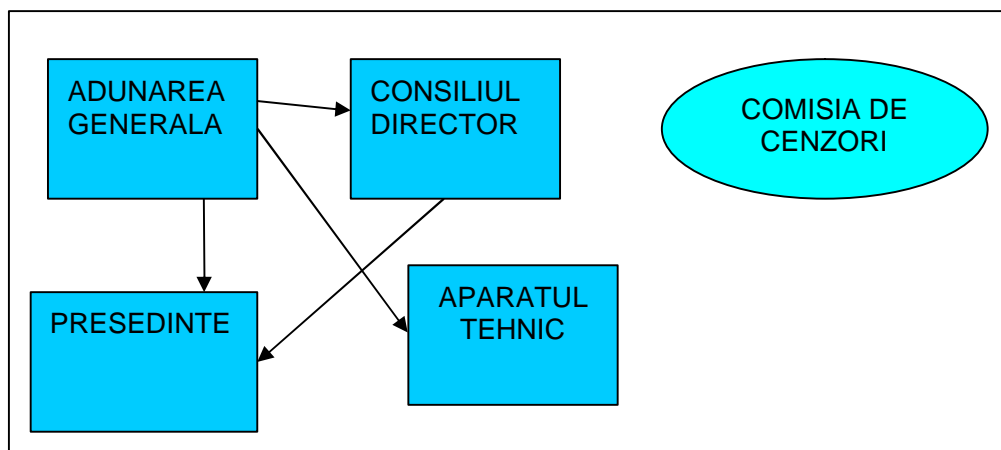 ADUNAREA
GENERALA
CONSILIUL
DIRECTOR
COMISIA DE
CENZORI
PRESEDINTE
APARATUL
TEHNIC